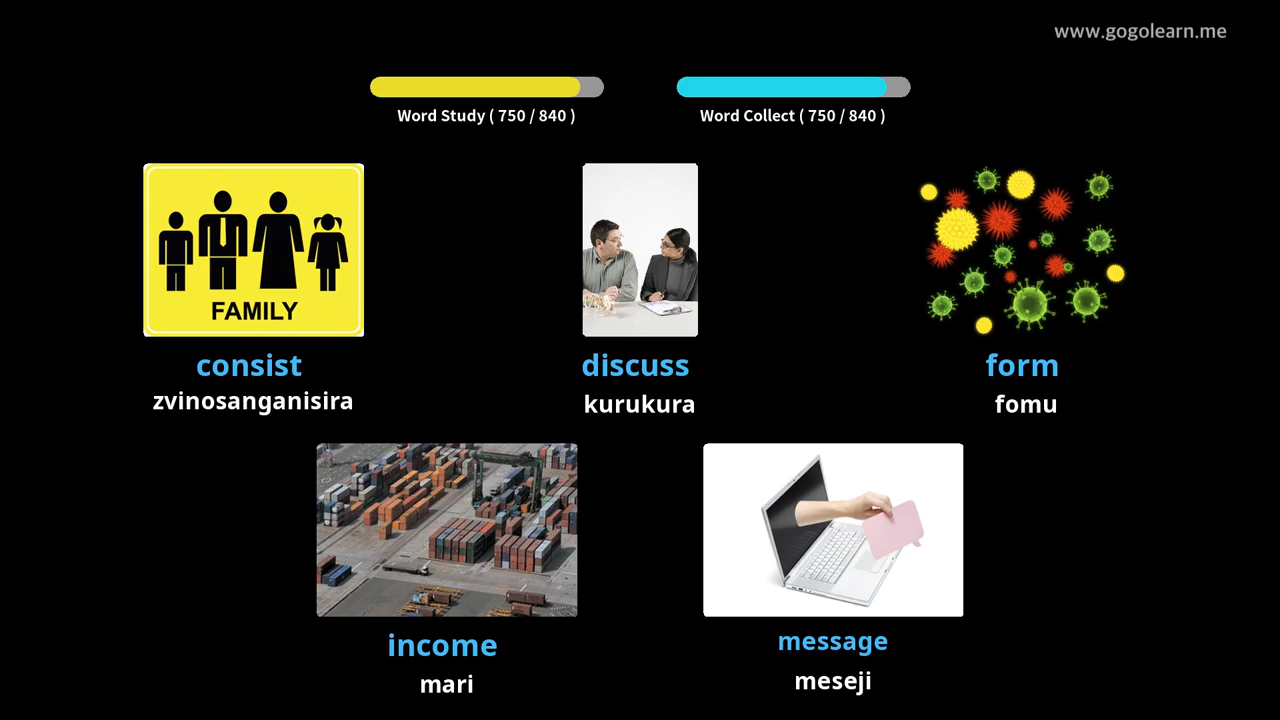 www.gogolearn.me
Word Study ( 750 / 840 )
Word Collect ( 750 / 840 )
FAMILY
consist
zvinosanganisira
discuss
kurukura
form
fomu
income
mari
message
meseji